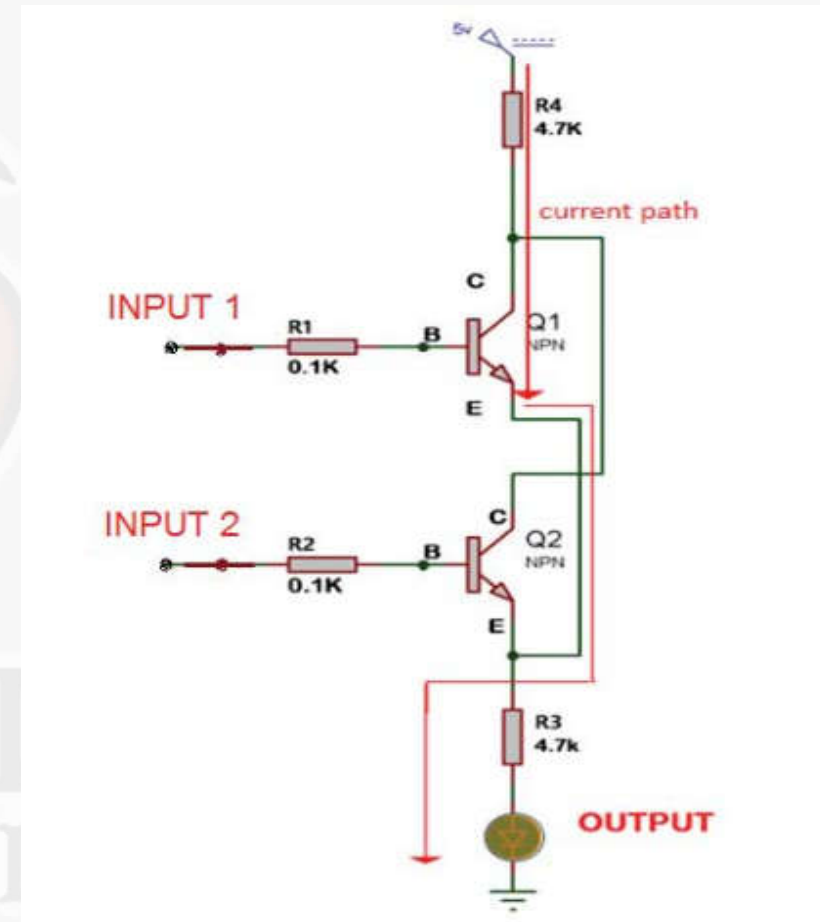 5v
R4
4.7K
current path
C
INPUT 1
R1
B
Q1
NPN
0.1K
E
INPUT 2
C
R2
B
Q2
NPN
0.1K
E
R3
4.7k
OUTPUT